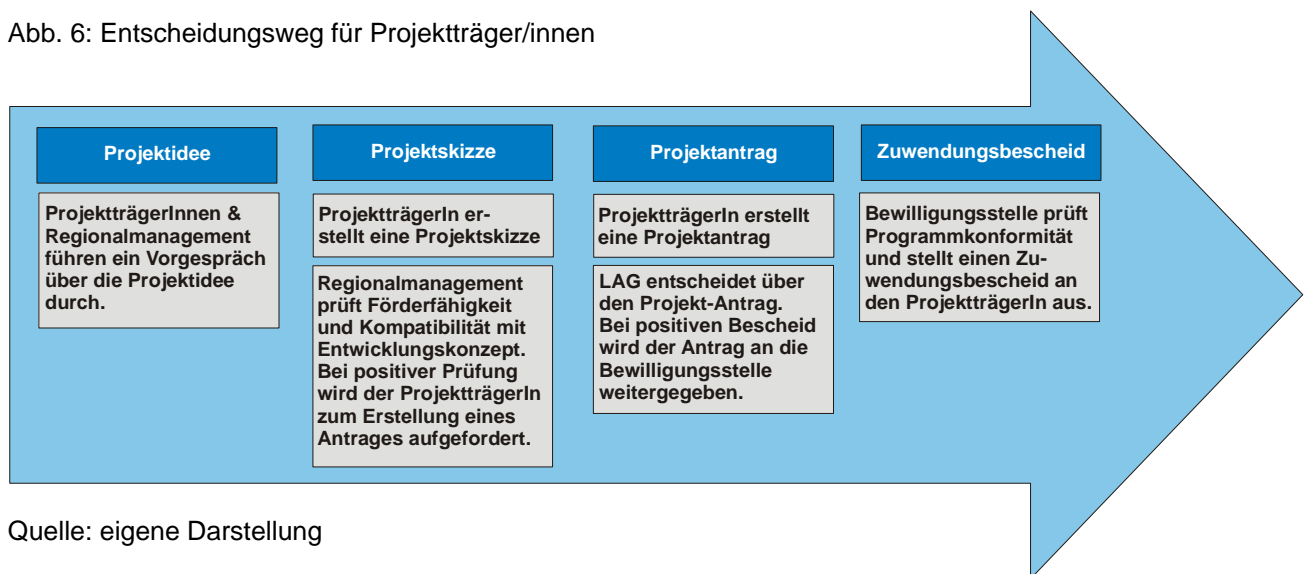 Abb. 6: Entscheidungsweg für Projektträger/innen
Projektidee
ProjektträgerInnen &
Regionalmanagement
führen ein Vorgespräch
über die Projektidee
durch.
Projektskizze
ProjektträgerIn er-
stellt eine Projektskizze
Regionalmanagement
prüft Förderfähigkeit
und Kompatibilität mit
Entwicklungskonzept.
Bei positiver Prüfung
wird der ProjektträgerIn
zum Erstellung eines
Antrages aufgefordert.
Projektantrag
ProjektträgerIn erstellt
eine Projektantrag
LAG entscheidet über
den Projekt-Antrag.
Bei positiven Bescheid
wird der Antrag an die
Bewilligungsstelle
weitergegeben.
Zuwendungsbescheid
Bewilligungsstelle prüft
Programmkonformität
und stellt einen Zu-
wendungsbescheid an
den ProjektträgerIn aus.
Quelle: eigene Darstellung